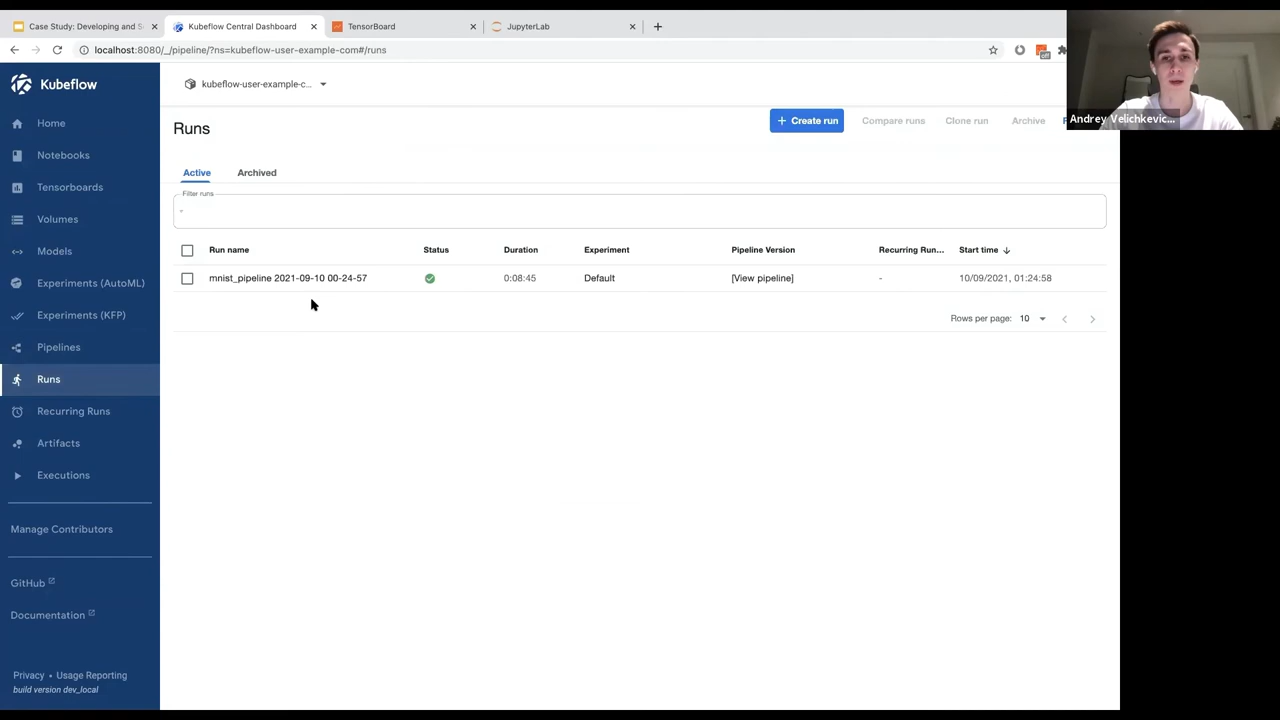 Case Study: Developing and S
Kubeflow Central Dashboard
TensorBoard
JupyterLab
localhost:8080/_/pipeline/?ns=kubeflow-user-example-com#/runs
off
Kubeflow
kubeflow-user-example-c...
Andrey Velichkevic...
Home
Notebooks
Tensorboards
Volumes
Models
Experiments (AutoML)
Experiments (KFP)
Pipelines
Runs
Recurring Runs
Artifacts
Executions
Manage Contributors
GitHub
Documentation
Privacy • Usage Reporting
build version dev_local
Runs
+ Create run
Compare runs
Clone run
Archive
Active
Archived
Filter runs
Run name
Status
Duration
Experiment
Pipeline Version
Recurring Run...
Start time
mnist_pipeline 2021-09-10 00-24-57
0:08:45
Default
[View pipeline]
-
10/09/2021, 01:24:58
Rows per page: 10